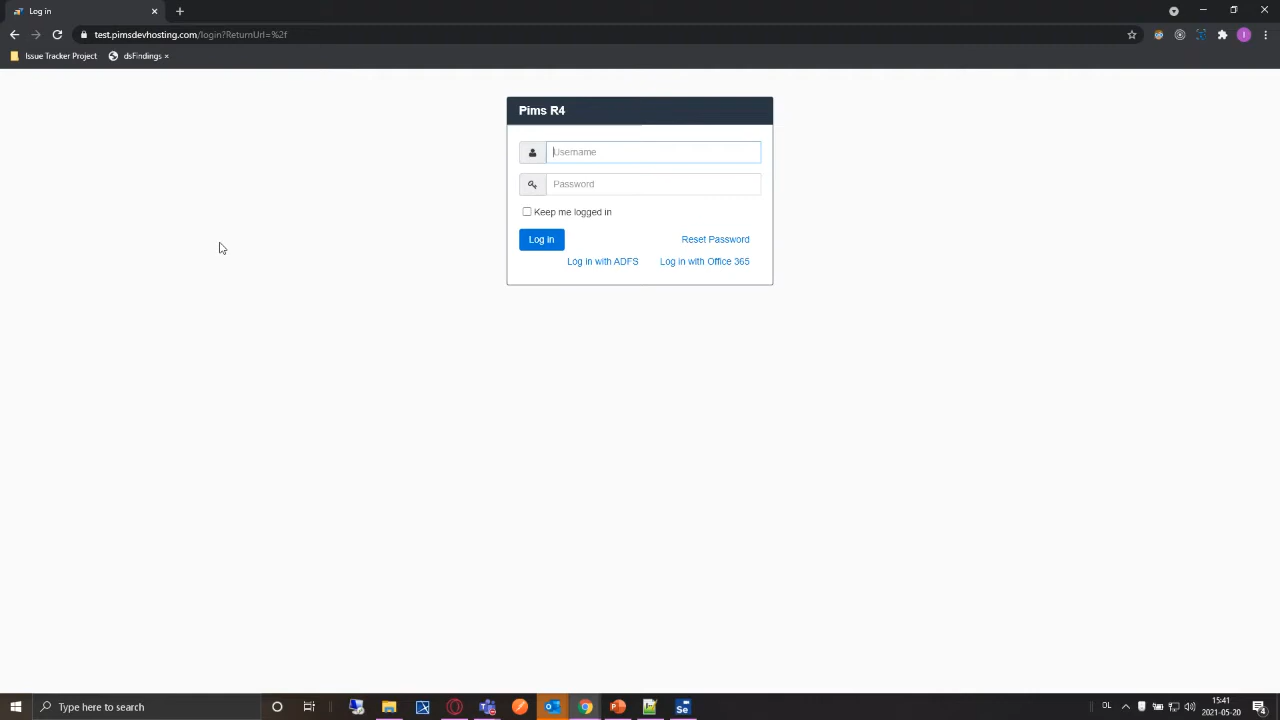 Log in
test.pimsdevhosting.com/login?ReturnUrl=%2f
Issue Tracker Project
dsFindings ×
Pims R4
Username
Password
Keep me logged in
Log in
Reset Password
Log in with ADFS
Log in with Office 365
Type here to search
DL
15:41
2021-05-20